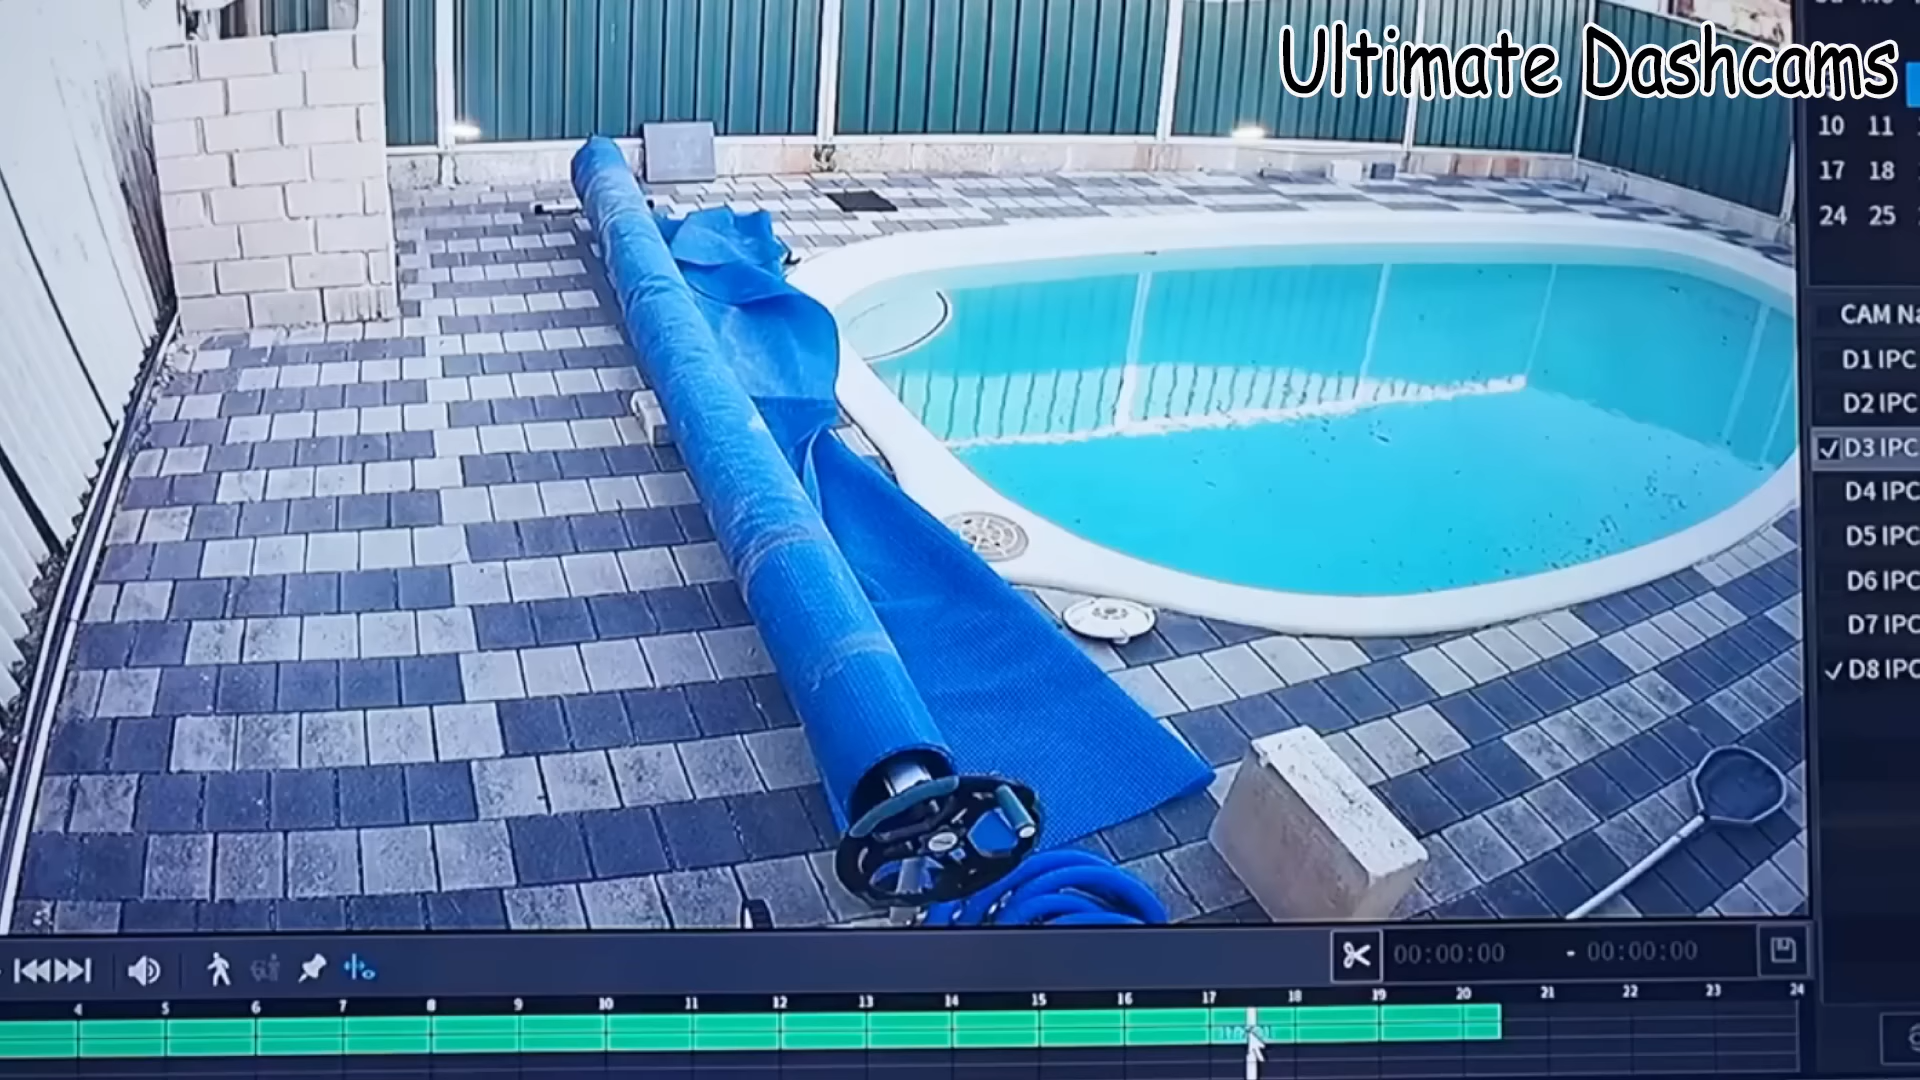 Ultimate Dashcams
10 11
17 18
24 25
CAM Na
D1 IPC
D2 IPC
D3 IPC
D4 IPC
D5 IPC
D6 IPC
D7 IPC
D8 IPC
00:00:00 - 00:00:00
4 5 6 7 8 9 10 11 12 13 14 15 16 17 18 19 20 21 22 23 24